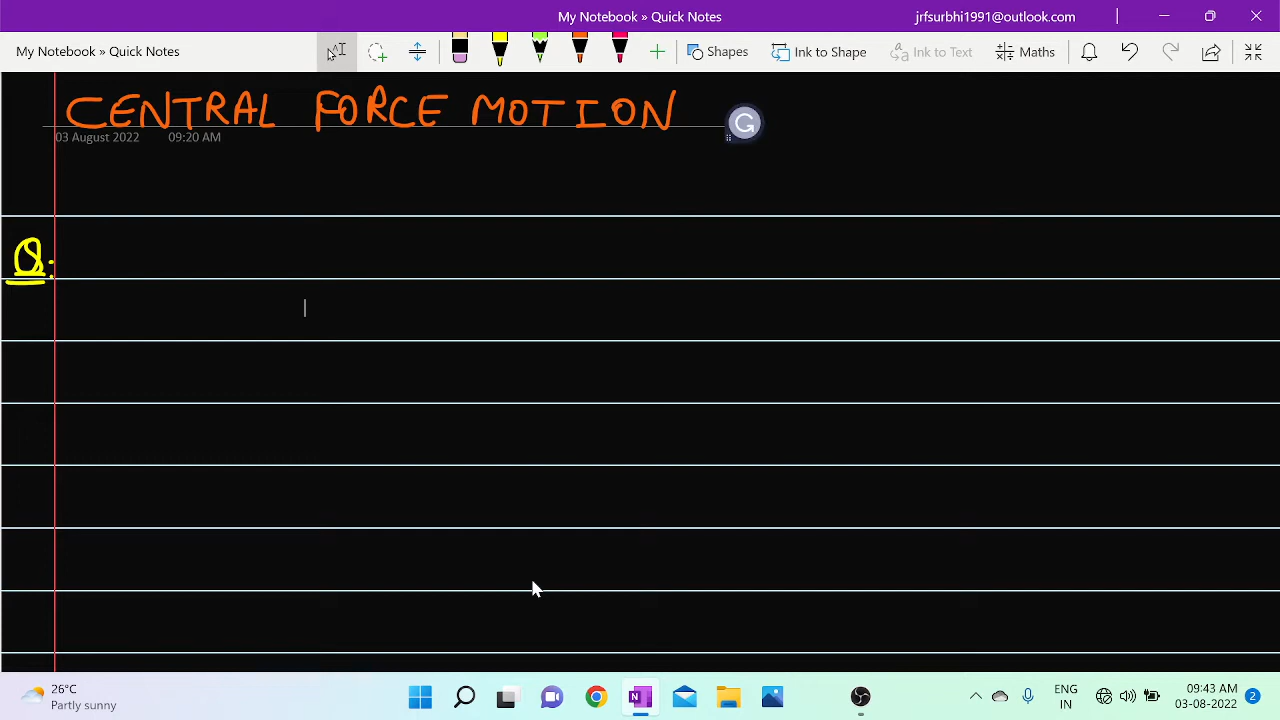 My Notebook » Quick Notes
jrfsurbhi1991@outlook.com
My Notebook » Quick Notes
Shapes
Ink to Shape
Ink to Text
Maths
CENTRAL FORCE MOTION
03 August 2022 09:20 AM
Q:
26°C
Partly sunny
ENG
IN
09:43 AM
03-08-2022
2